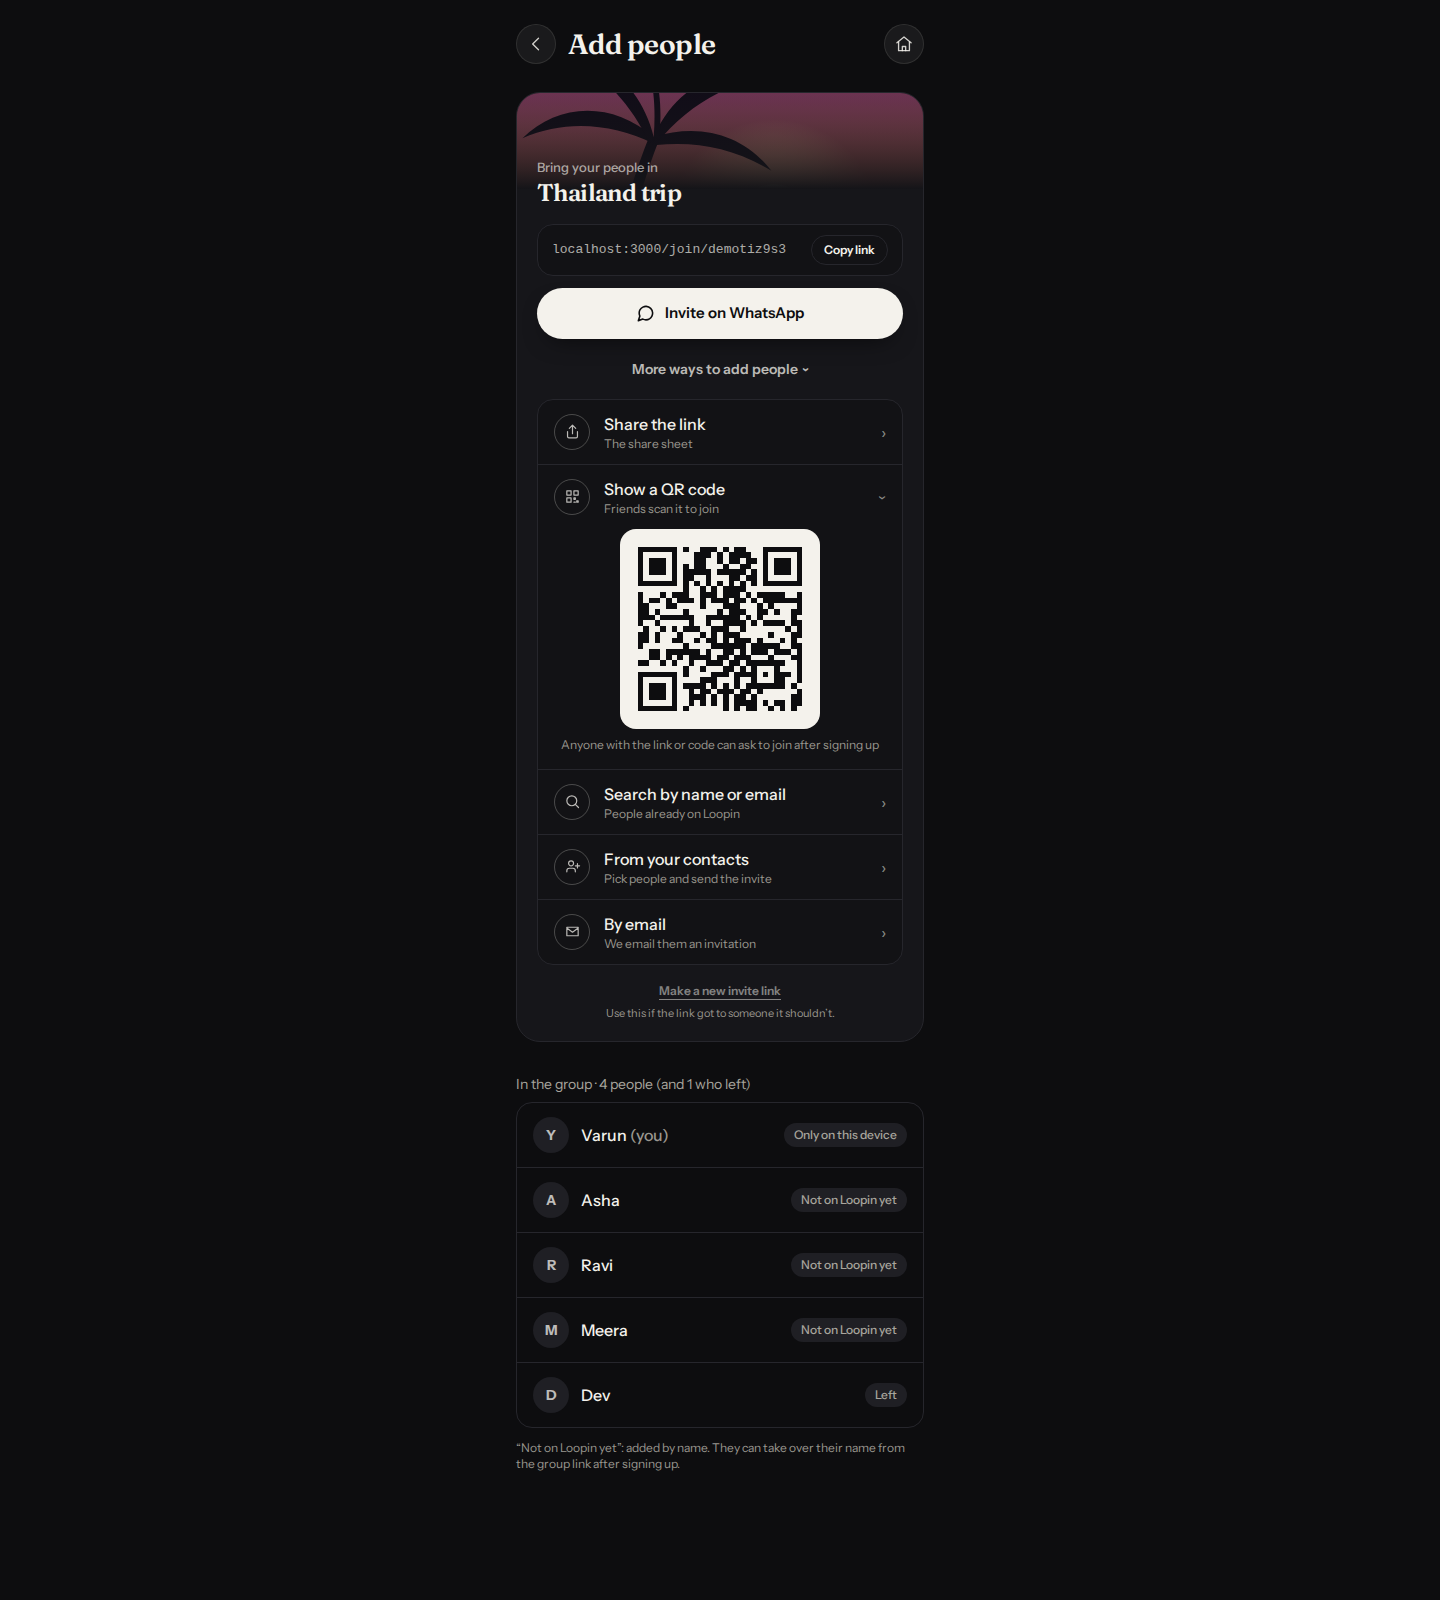 Add people
Bring your people in
Thailand trip
localhost:3000/join/demotiz9s3
Copy link
Invite on WhatsApp
More ways to add people
Share the link
The share sheet
Show a QR code
Friends scan it to join
Anyone with the link or code can ask to join after signing up
Search by name or email
People already on Loopin
From your contacts
Pick people and send the invite
By email
We email them an invitation
Make a new invite link
Use this if the link got to someone it shouldn’t.
In the group · 4 people (and 1 who left)
Y
Varun (you)
Only on this device
A
Asha
Not on Loopin yet
R
Ravi
Not on Loopin yet
M
Meera
Not on Loopin yet
D
Dev
Left
“Not on Loopin yet”: added by name. They can take over their name from
the group link after signing up.